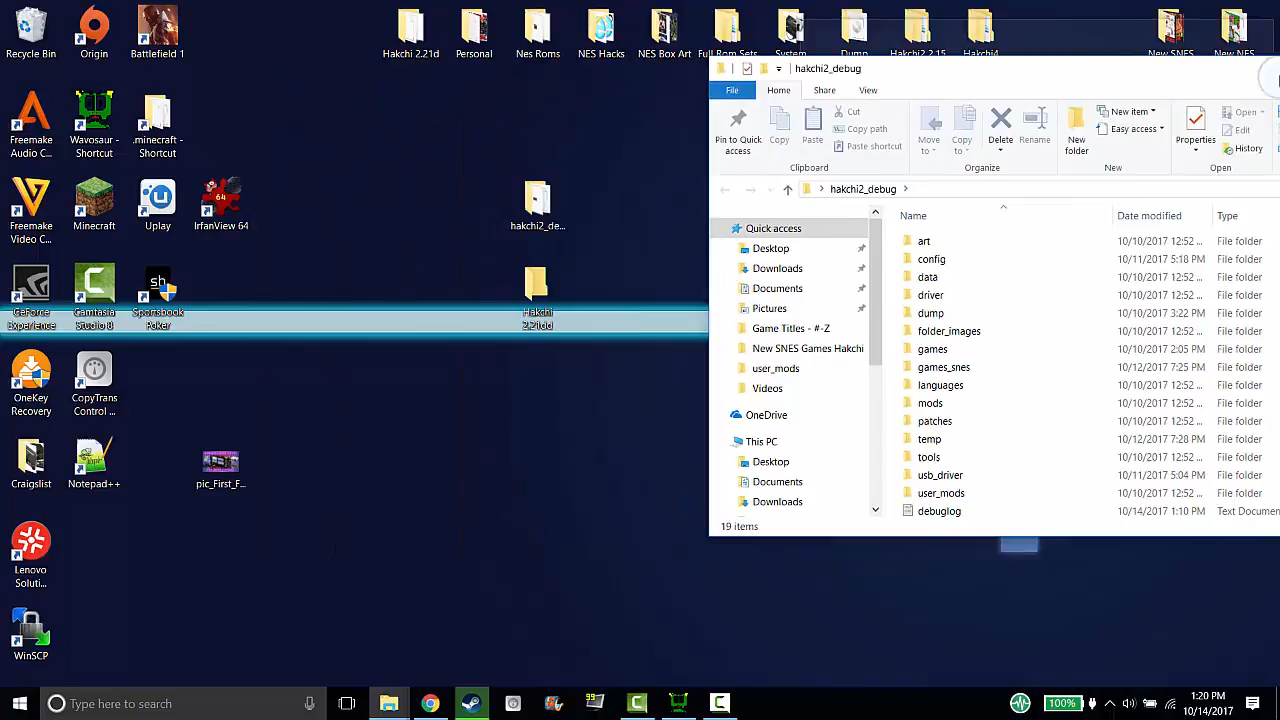 Recycle Bin
Origin
Battlefield 1
Hakchi 2.21d
Personal
Nes Roms
NES Hacks
NES Box Art
Full Rom Sets
System
Dump
Hakchi2 2.15
Hakchi4
New SNES
New NES
hakchi2_debug
File
Home
Share
View
Pin to Quick
access
Copy
Paste
Cut
Copy path
Paste shortcut
Clipboard
Move
to
Copy
to
Delete
Rename
Organize
New
folder
New item
Easy access
New
Properties
Open
Edit
History
Open
hakchi2_debug
Name
Date modified
Type
Quick access
Desktop
Downloads
Documents
Pictures
Game Titles - #-Z
New SNES Games Hakchi
user_mods
Videos
OneDrive
This PC
Desktop
Documents
Downloads
art 10/10/2017 12:52 ... File folder
config 10/11/2017 5:18 PM File folder
data 10/10/2017 12:52 ... File folder
driver 10/10/2017 12:52 ... File folder
dump 10/10/2017 3:22 PM File folder
folder_images 10/10/2017 12:52 ... File folder
games 10/10/2017 2:05 PM File folder
games_snes 10/12/2017 7:25 PM File folder
languages 10/10/2017 12:52 ... File folder
mods 10/10/2017 12:52 ... File folder
patches 10/10/2017 12:52 ... File folder
temp 10/12/2017 7:28 PM File folder
tools 10/10/2017 12:52 ... File folder
usb_driver 10/11/2017 5:04 PM File folder
user_mods 10/10/2017 12:52 ... File folder
debuglog 10/14/2017 1:10 PM Text Documen
19 items
Freemake
Audio C...
Warspear
Shortcut
.minecraft -
Shortcut
Freemake
Video C...
Minecraft
Uplay
64
IrfanView 64
hakchi2_de...
GeForce
Experience
Camtasia
Studio 8
sh
Sportsbook
Poker
Hakchi
2.21dd
OneKey
Recovery
CopyTrans
Control ...
Craigslist
Notepad++
pic_First_F...
Lenovo
Soluti...
WinSCP
Type here to search
99
100%
1:20 PM
10/14/2017